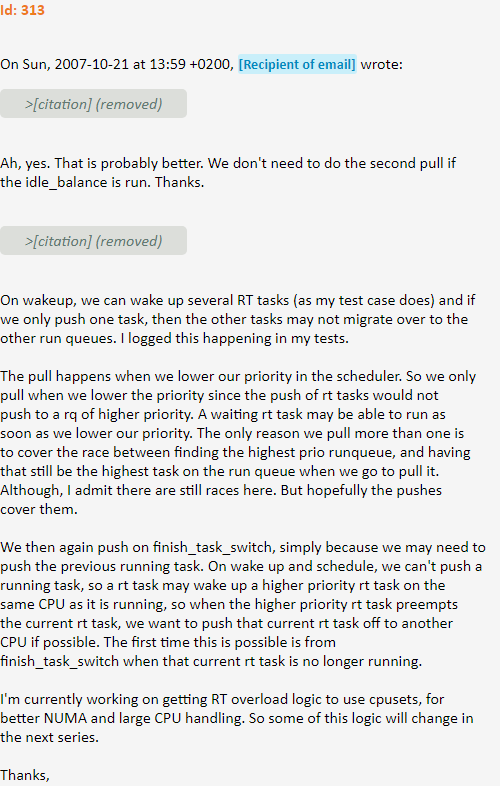 Id: 313
On Sun, 2007-10-21 at 13:59 +0200, [Recipient of email] wrote:
>[citation] (removed)
Ah, yes. That is probably better. We don't need to do the second pull if
the idle_balance is run. Thanks.
>[citation] (removed)
On wakeup, we can wake up several RT tasks (as my test case does) and if
we only push one task, then the other tasks may not migrate over to the
other run queues. I logged this happening in my tests.
The pull happens when we lower our priority in the scheduler. So we only
pull when we lower the priority since the push of rt tasks would not
push to a rq of higher priority. A waiting rt task may be able to run as
soon as we lower our priority. The only reason we pull more than one is
to cover the race between finding the highest prio runqueue, and having
that still be the highest task on the run queue when we go to pull it.
Although, I admit there are still races here. But hopefully the pushes
cover them.
We then again push on finish_task_switch, simply because we may need to
push the previous running task. On wake up and schedule, we can't push a
running task, so a rt task may wake up a higher priority rt task on the
same CPU as it is running, so when the higher priority rt task preempts
the current rt task, we want to push that current rt task off to another
CPU if possible. The first time this is possible is from
finish_task_switch when that current rt task is no longer running.
I'm currently working on getting RT overload logic to use cpusets, for
better NUMA and large CPU handling. So some of this logic will change in
the next series.
Thanks,